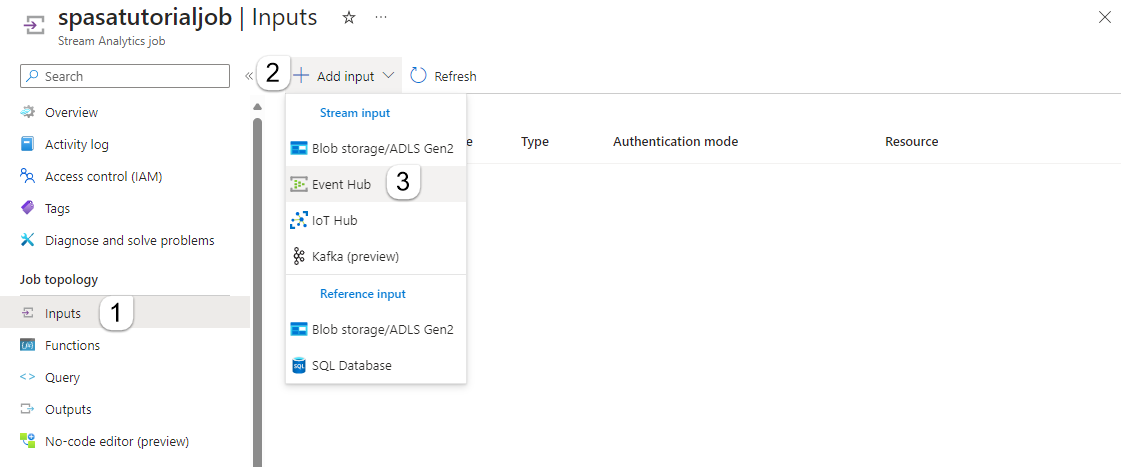 spasatutorialjob | Inputs
Stream Analytics job
Search
Overview
Activity log
Access control (IAM)
Tags
Diagnose and solve problems
Job topology
Inputs 1
Functions
Query
Outputs
No-code editor (preview)
2 Add input Refresh
Stream input
Blob storage/ADLS Gen2
Event Hub 3
IoT Hub
Kafka (preview)
Reference input
Blob storage/ADLS Gen2
SQL Database
e Type Authentication mode Resource